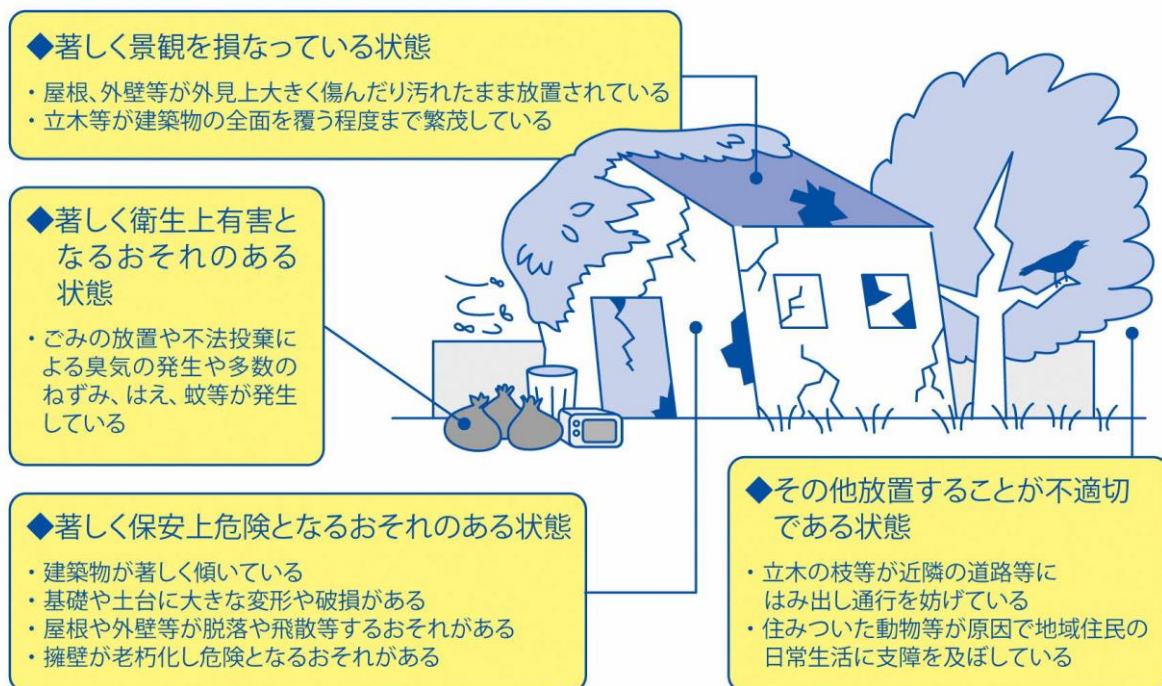 ◆著しく景観を損なっている状態
・屋根、外壁等が外見上大きく傷んだり汚れたまま放置されている
・立木等が建築物の全面を覆う程度まで繁茂している
◆著しく衛生上有害と
なるおそれのある
状態
・ごみの放置や不法投棄に
よる臭気の発生や多数の
ねずみ、はえ、蚊等が発生
している
◆著しく保安上危険となるおそれのある状態
・建築物が著しく傾いている
・基礎や土台に大きな変形や破損がある
・屋根や外壁等が脱落や飛散等するおそれがある
・擁壁が老朽化し危険となるおそれがある
◆その他放置することが不適切
である状態
・立木の枝等が近隣の道路等に
はみ出し通行を妨げている
・住みついた動物等が原因で地域住民の
日常生活に支障を及ぼしている